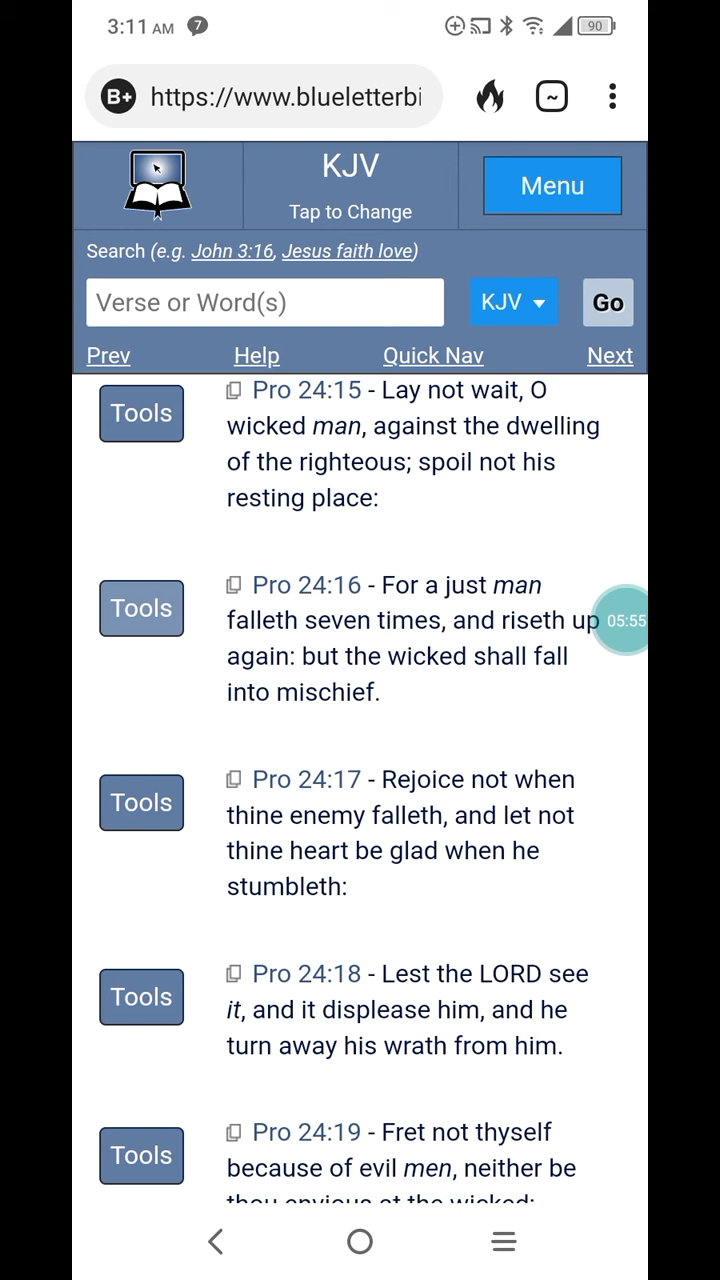 3:11 AM 7 90
B+ https://www.blueletterbi ~
KJV
Tap to Change
Menu
Search (e.g. John 3:16, Jesus faith love)
Verse or Word(s) KJV Go
Prev Help Quick Nav Next
Tools
Pro 24:15 - Lay not wait, O
wicked man, against the dwelling
of the righteous; spoil not his
resting place:
Tools
Pro 24:16 - For a just man
falleth seven times, and riseth up
again: but the wicked shall fall
into mischief.
05:55
Tools
Pro 24:17 - Rejoice not when
thine enemy falleth, and let not
thine heart be glad when he
stumbleth:
Tools
Pro 24:18 - Lest the LORD see
it, and it displease him, and he
turn away his wrath from him.
Tools
Pro 24:19 - Fret not thyself
because of evil men, neither be
thou envious at the wicked;